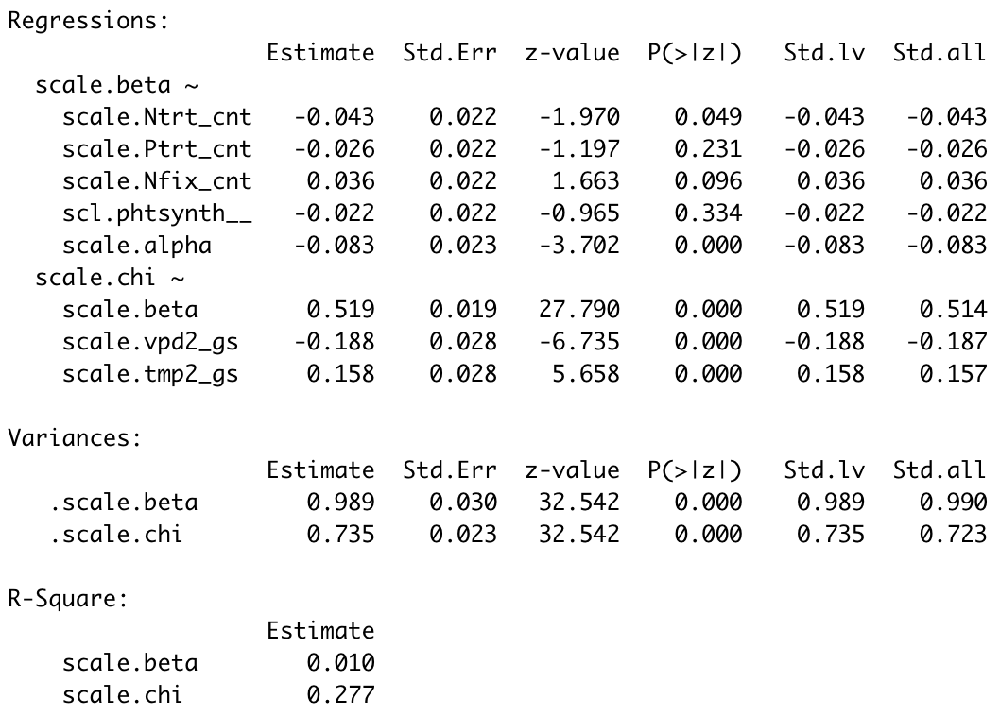 Regressions:
                   Estimate  Std.Err  z-value  P(>|z|)   Std.lv  Std.all
  scale.beta ~
    scale.Ntrt_cnt   -0.043    0.022   -1.970    0.049   -0.043   -0.043
    scale.Ptrt_cnt   -0.026    0.022   -1.197    0.231   -0.026   -0.026
    scale.Nfix_cnt    0.036    0.022    1.663    0.096    0.036    0.036
    scl.phtsynth__   -0.022    0.022   -0.965    0.334   -0.022   -0.022
    scale.alpha      -0.083    0.023   -3.702    0.000   -0.083   -0.083
  scale.chi ~
    scale.beta        0.519    0.019   27.790    0.000    0.519    0.514
    scale.vpd2_gs    -0.188    0.028   -6.735    0.000   -0.188   -0.187
    scale.tmp2_gs     0.158    0.028    5.658    0.000    0.158    0.157

Variances:
                   Estimate  Std.Err  z-value  P(>|z|)   Std.lv  Std.all
   .scale.beta        0.989    0.030   32.542    0.000    0.989    0.990
   .scale.chi         0.735    0.023   32.542    0.000    0.735    0.723

R-Square:
                   Estimate
    scale.beta        0.010
    scale.chi         0.277